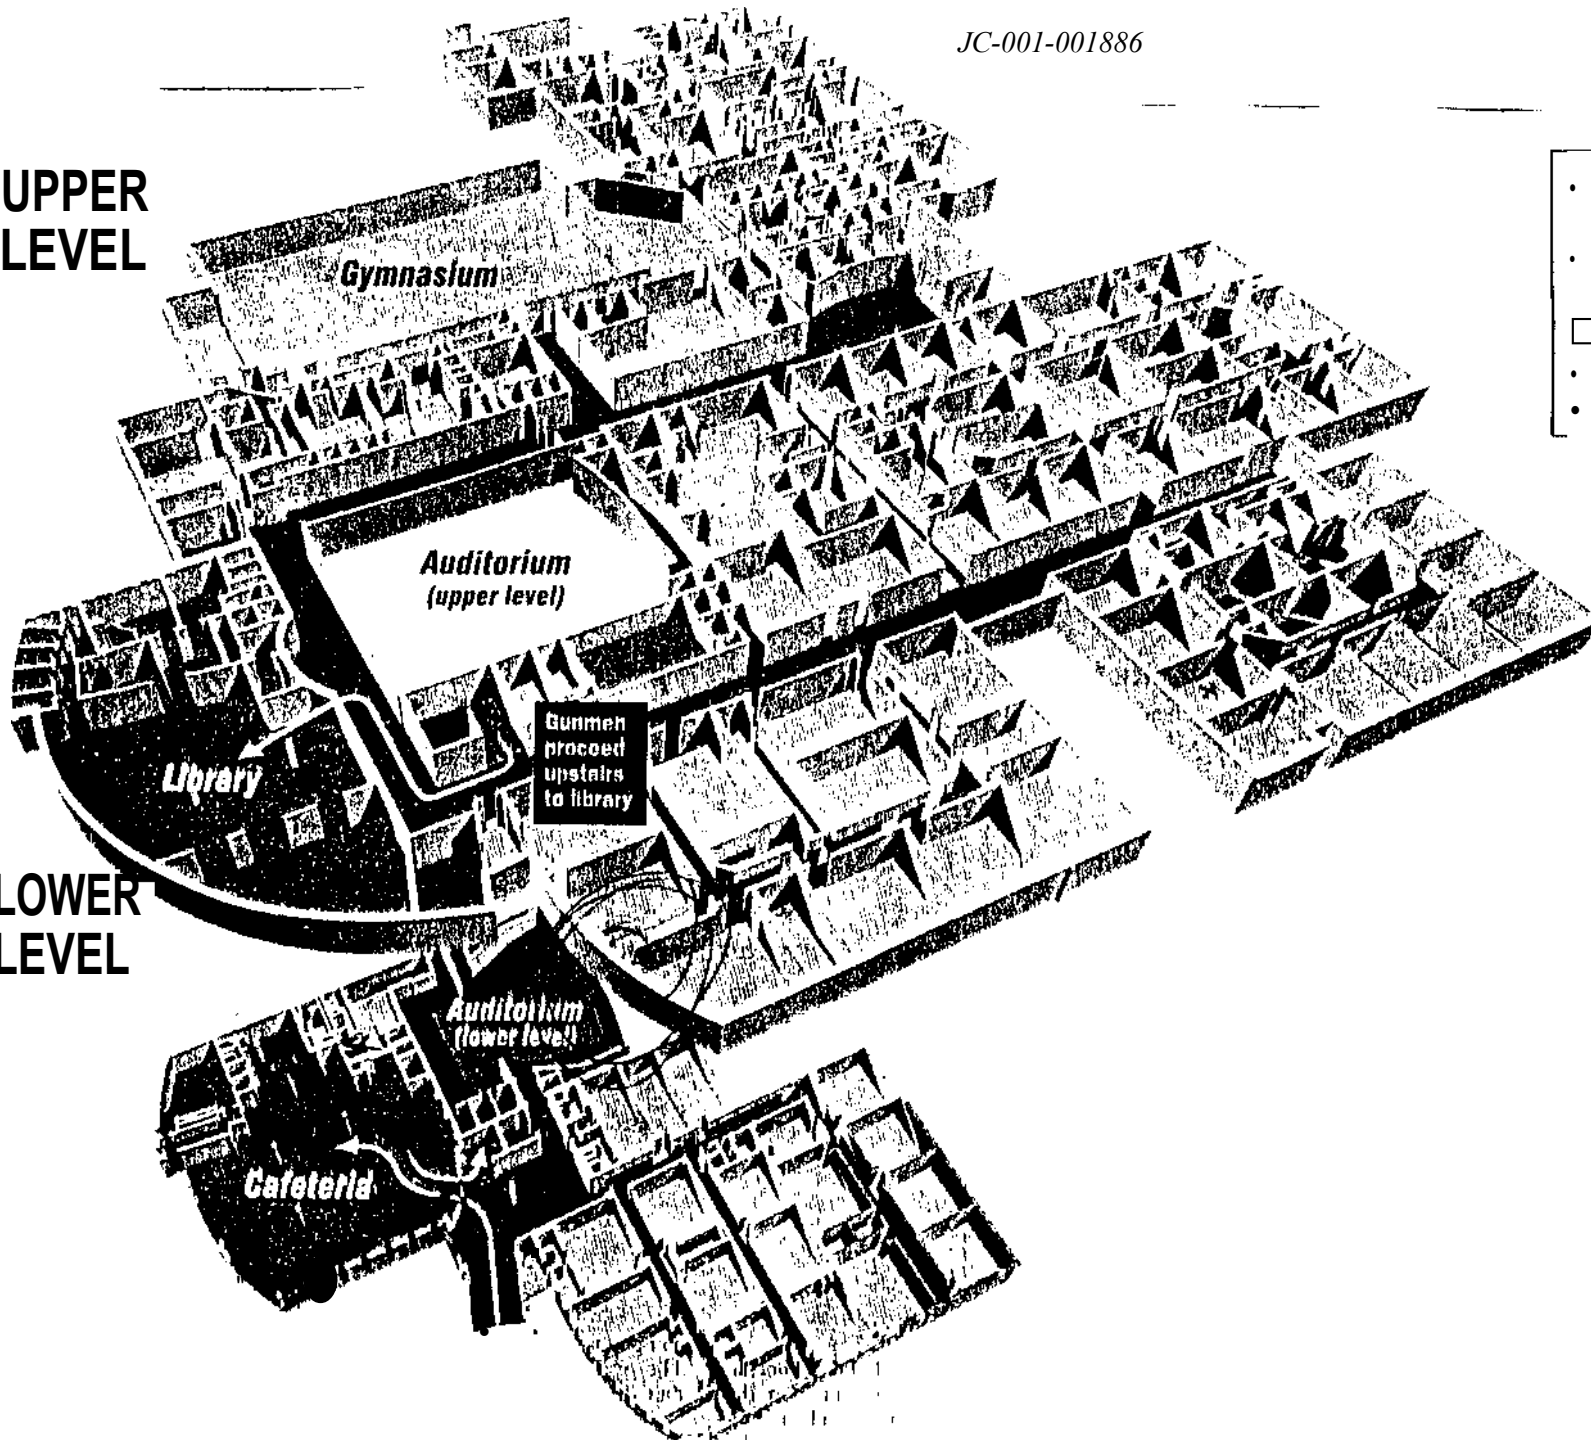 JC-001-001886
UPPER
LEVEL
Gymnasium
Auditorium
(upper level)
Gunmen
proceed
upstairs
to library
Library
LOWER
LEVEL
Auditorium
(lower level)
Cafeteria